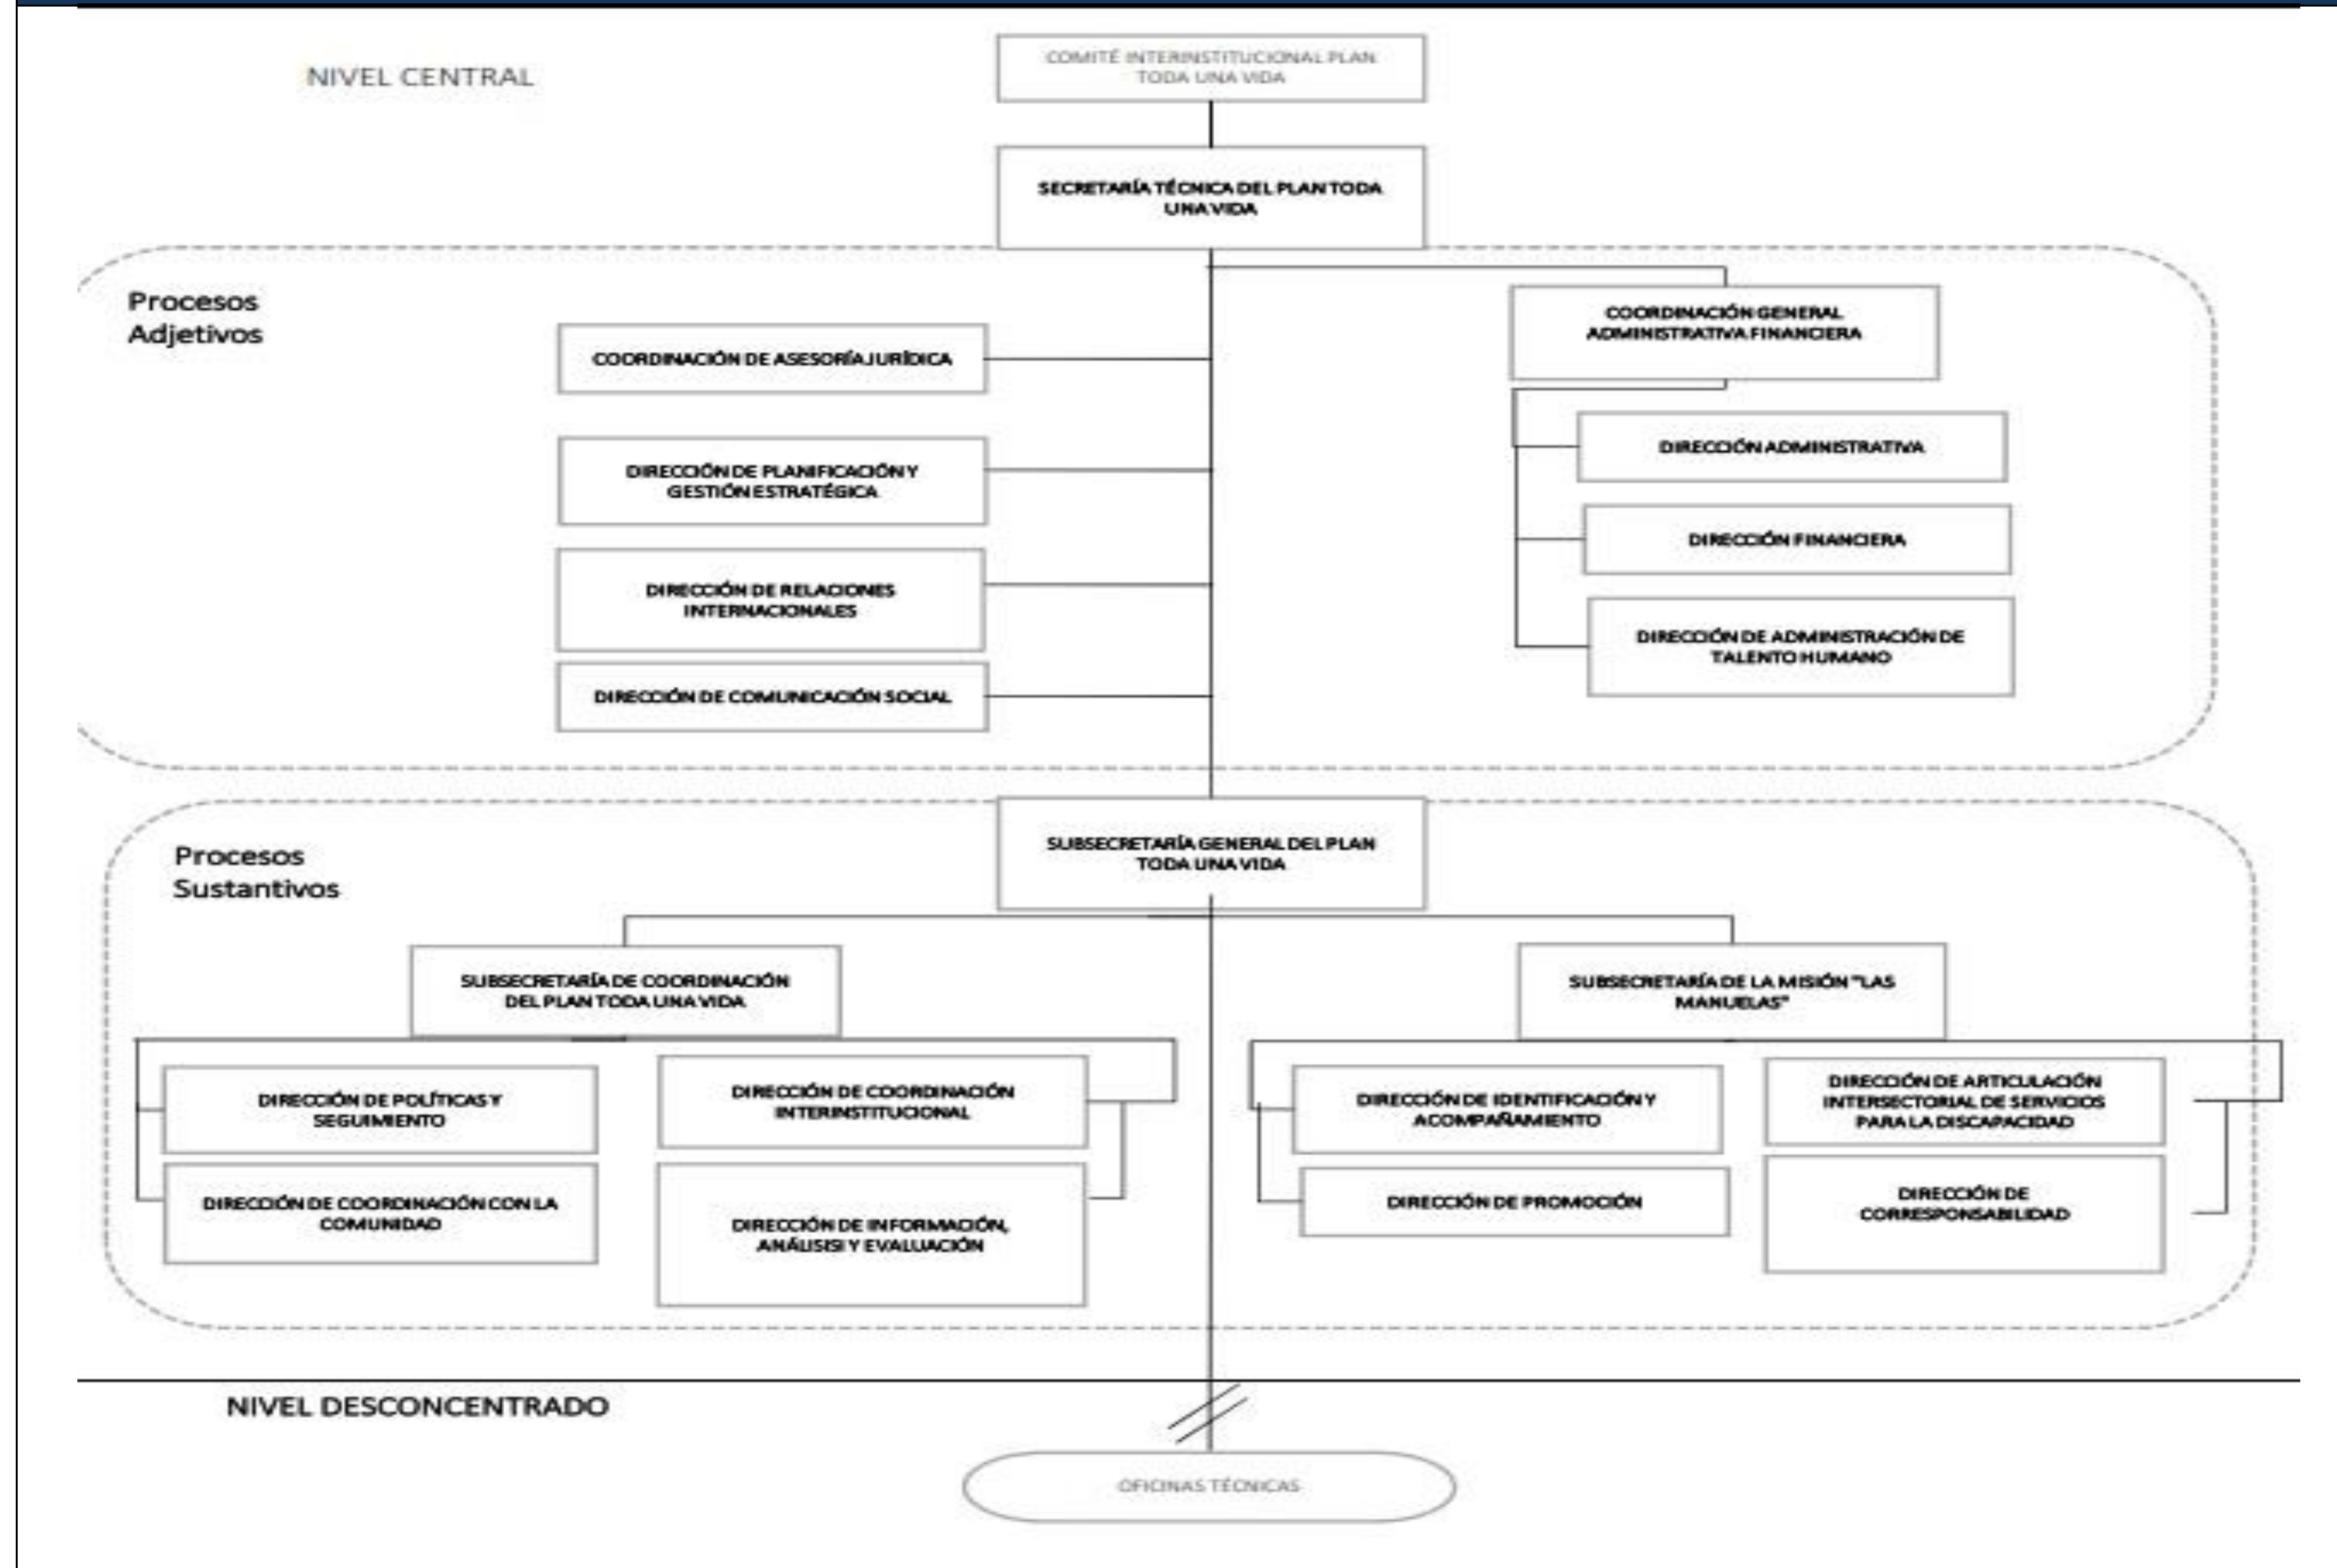 NIVEL CENTRAL
COMITÉ INTERINSTITUCIONAL PLAN
TODA UNA VIDA
SECRETARÍA TÉCNICA DEL PLAN TODA
UNA VIDA
Procesos
Adjetivos
COORDINACIÓN DE ASESORÍA JURÍDICA
DIRECCIÓN DE PLANIFICACIÓN Y
GESTIÓN ESTRATÉGICA
DIRECCIÓN DE RELACIONES
INTERNACIONALES
DIRECCIÓN DE COMUNICACIÓN SOCIAL
COORDINACIÓN GENERAL
ADMINISTRATIVA FINANCIERA
DIRECCIÓN ADMINISTRATIVA
DIRECCIÓN FINANCIERA
DIRECCIÓN DE ADMINISTRACIÓN DE
TALENTO HUMANO
Procesos
Sustantivos
SUBSECRETARÍA GENERAL DEL PLAN
TODA UNA VIDA
SUBSECRETARÍA DE COORDINACIÓN
DEL PLAN TODA UNA VIDA
DIRECCIÓN DE POLÍTICAS Y
SEGUIMIENTO
DIRECCIÓN DE COORDINACIÓN CON LA
COMUNIDAD
DIRECCIÓN DE COORDINACIÓN
INTERINSTITUCIONAL
DIRECCIÓN DE INFORMACIÓN,
ANÁLISISI Y EVALUACIÓN
SUBSECRETARÍA DE LA MISIÓN "LAS
MANUELAS"
DIRECCIÓN DE IDENTIFICACIÓN Y
ACOMPAÑAMIENTO
DIRECCIÓN DE PROMOCIÓN
DIRECCIÓN DE ARTICULACIÓN
INTERSECTORIAL DE SERVICIOS
PARA LA DISCAPACIDAD
DIRECCIÓN DE
CORRESPONSABILIDAD
NIVEL DESCONCENTRADO
OFICINAS TÉCNICAS